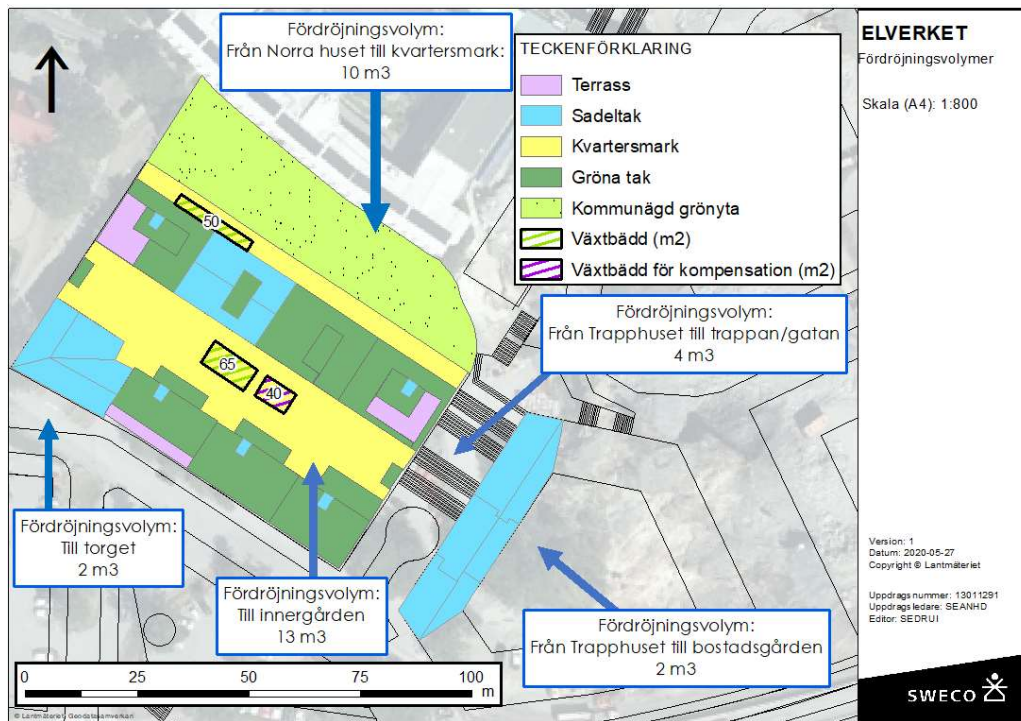 Fördröjningsvolym:
Från Norra huset till kvartersmark:
10 m3
TECKENFÖRKLARING
Terrass
Sadeltak
Kvartersmark
Gröna tak
Kommunägd grönyta
Växtbädd (m2)
Växtbädd för kompensation (m2)
ELVERKET
Fördröjningsvolymer
Skala (A4): 1:800
50
65
40
Fördröjningsvolym:
Från Trapphuset till trappan/gatan
4 m3
Fördröjningsvolym:
Till torget
2 m3
Fördröjningsvolym:
Till innergården
13 m3
Fördröjningsvolym:
Från Trapphuset till bostadsgården
2 m3
Version: 1
Datum: 2020-05-27
Copyright © Lantmäteriet
Uppdragsnummer: 13011291
Uppdragsledare: SEANHD
Editor: SEDRUI
0 25 50 75 100
m
© Lantmäteriet, Geodatasamverkan
SWECO